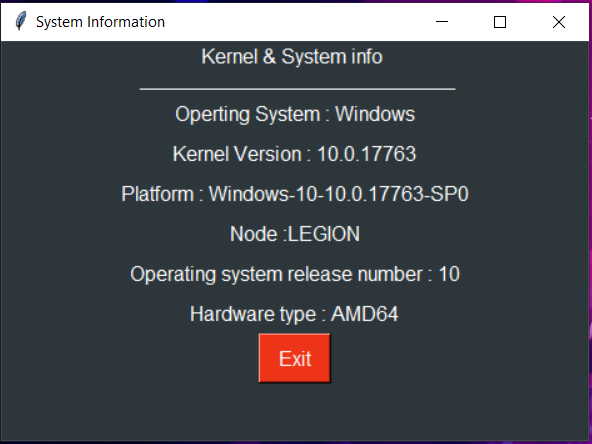 System Information
Kernel & System info
Operting System : Windows
Kernel Version : 10.0.17763
Platform : Windows-10-10.0.17763-SP0
Node :LEGION
Operating system release number : 10
Hardware type : AMD64
Exit